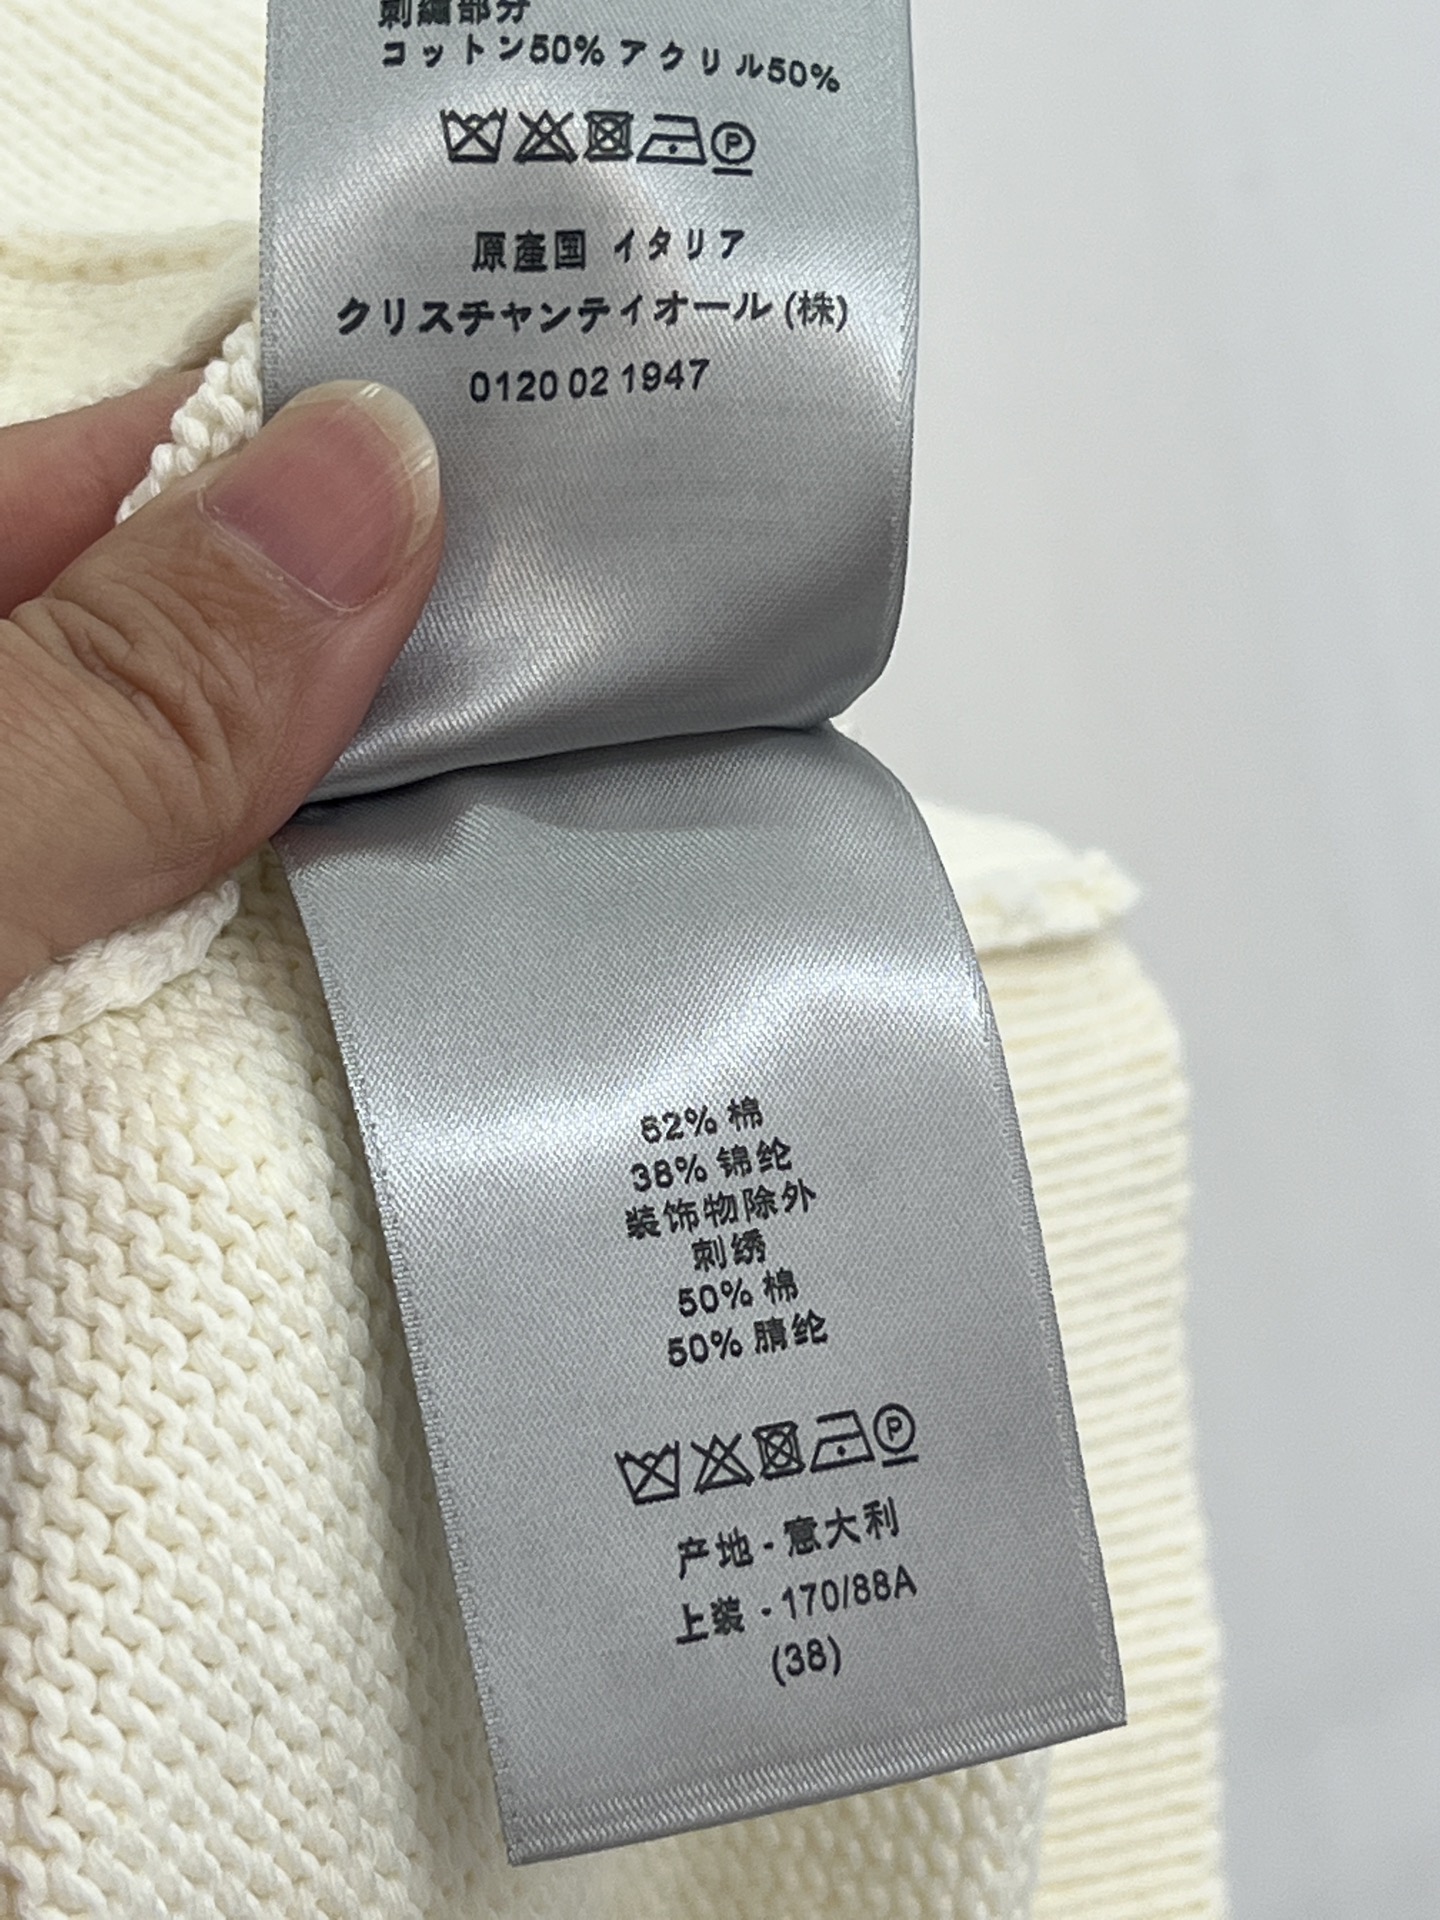 刺繍部分
コットン50% アクリル50%
P
原産国 イタリア
クリスチャンディオール (株)
0120 02 1947
62% 棉
38% 锦纶
装饰物除外
刺绣
50% 棉
50% 腈纶
P
产地 - 意大利
上装 - 170/88A
(38)